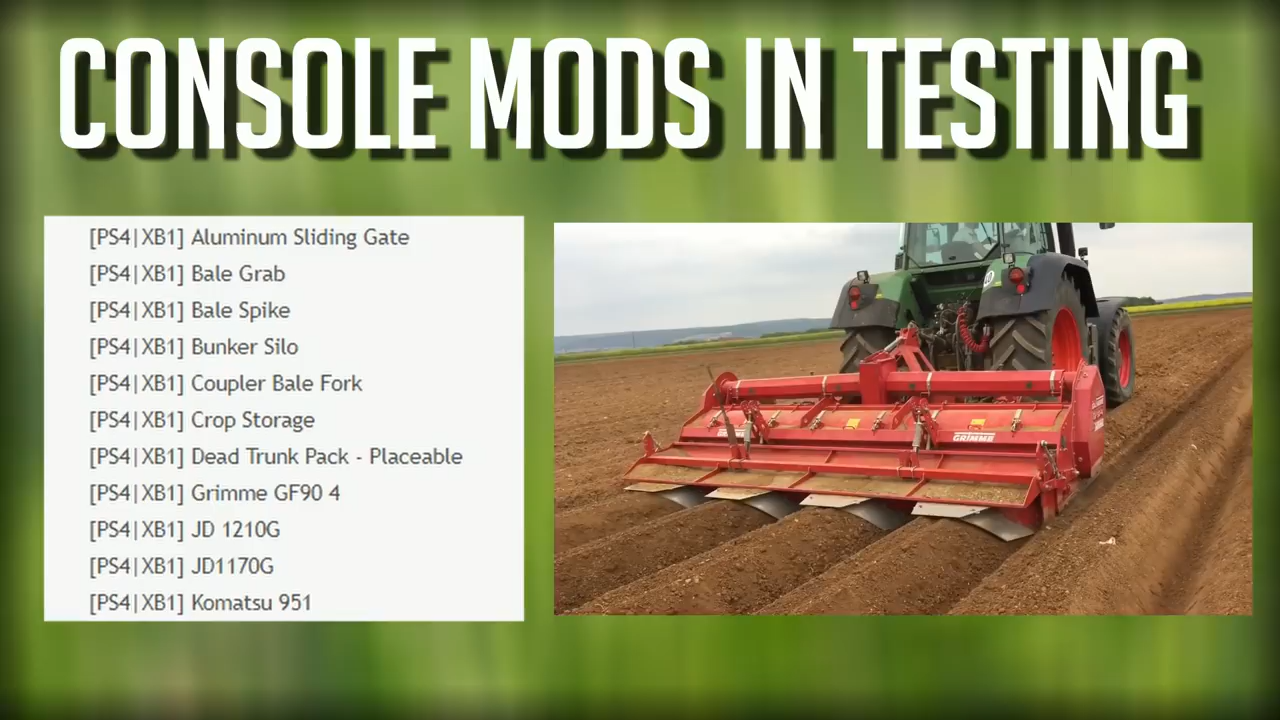 CONSOLE MODS IN TESTING
[PS4|XB1] Aluminum Sliding Gate
[PS4|XB1] Bale Grab
[PS4|XB1] Bale Spike
[PS4|XB1] Bunker Silo
[PS4|XB1] Coupler Bale Fork
[PS4|XB1] Crop Storage
[PS4|XB1] Dead Trunk Pack - Placeable
[PS4|XB1] Grimme GF90 4
[PS4|XB1] JD 1210G
[PS4|XB1] JD1170G
[PS4|XB1] Komatsu 951
GRIMME